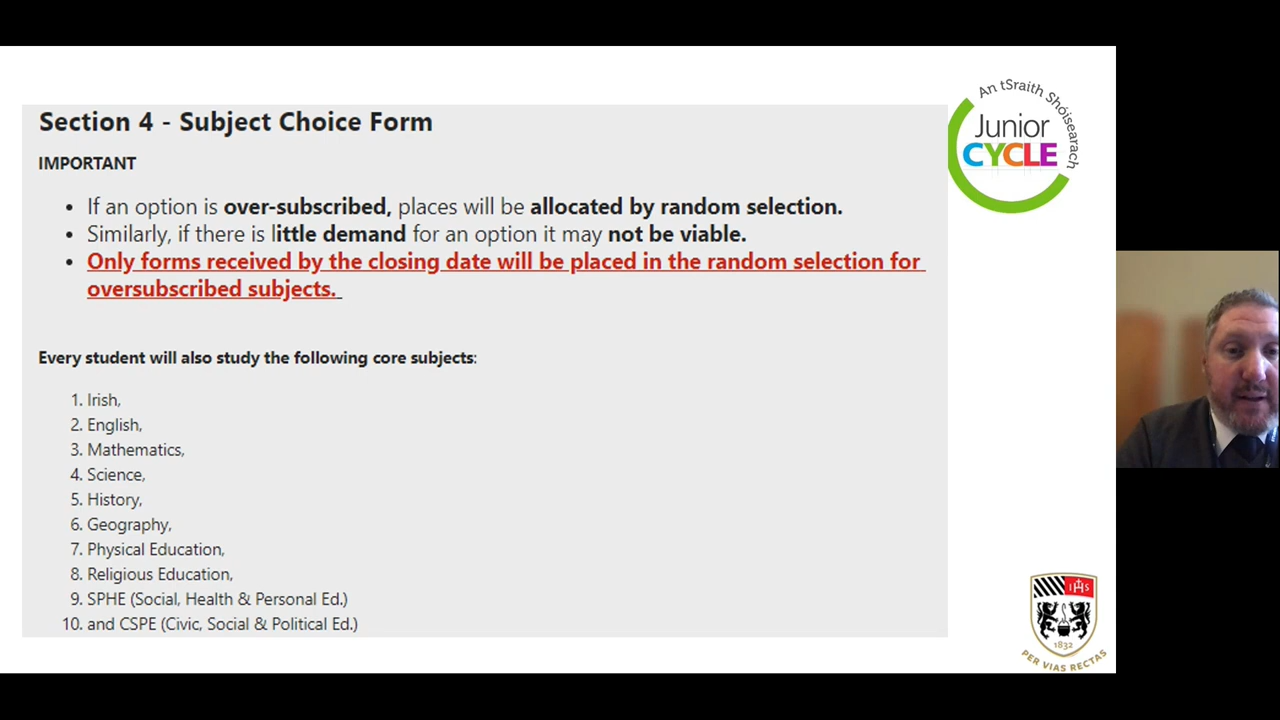 Section 4 - Subject Choice Form
IMPORTANT
• If an option is over-subscribed, places will be allocated by random selection.
• Similarly, if there is little demand for an option it may not be viable.
• Only forms received by the closing date will be placed in the random selection for
oversubscribed subjects.
Every student will also study the following core subjects:
1. Irish,
2. English,
3. Mathematics,
4. Science,
5. History,
6. Geography,
7. Physical Education,
8. Religious Education,
9. SPHE (Social, Health & Personal Ed.)
10. and CSPE (Civic, Social & Political Ed.)
An tSraith Shóisearach
Junior
CYCLE
IHS
1832
PER VIAS RECTAS